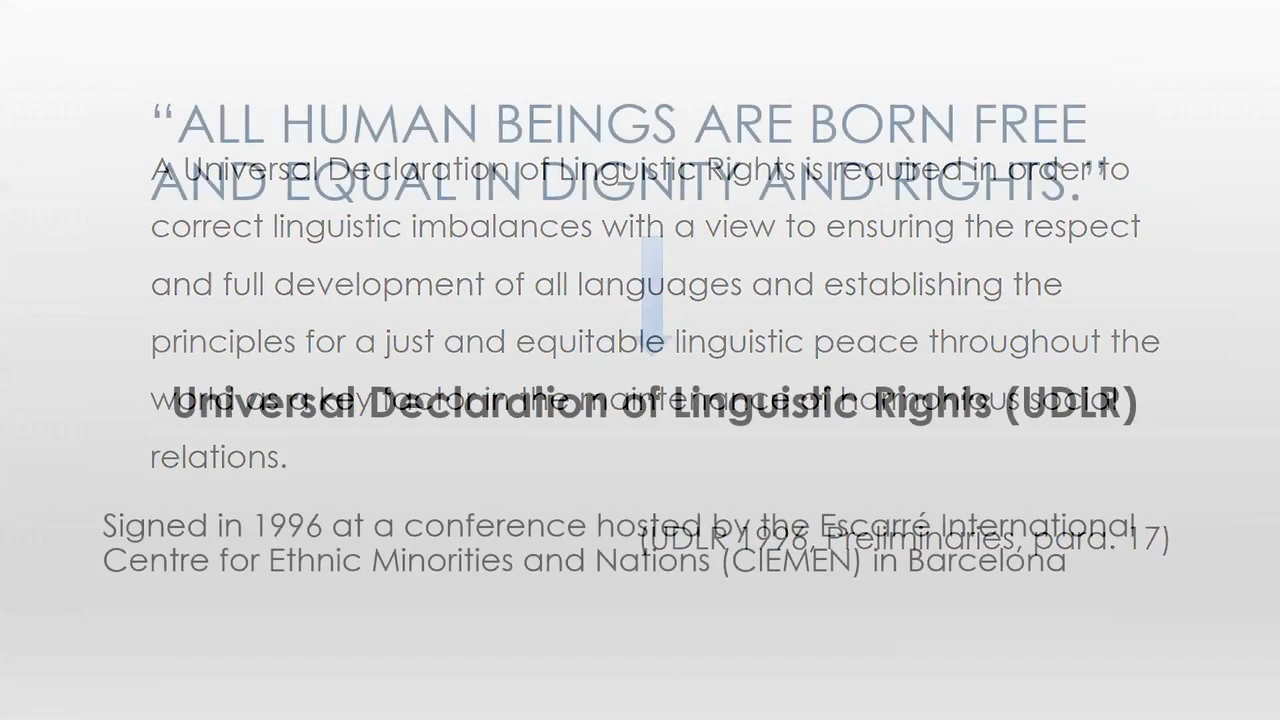 “ALL HUMAN BEINGS ARE BORN FREE
AND EQUAL IN DIGNITY AND RIGHTS.”
A Universal Declaration of Linguistic Rights is required in order to
correct linguistic imbalances with a view to ensuring the respect
and full development of all languages and establishing the
principles for a just and equitable linguistic peace throughout the
world as a key factor in the maintenance of harmonious social
relations.
(UDLR 1996, Preliminaries, para. 17)
Universal Declaration of Linguistic Rights (UDLR)
Signed in 1996 at a conference hosted by the Escarré International
Centre for Ethnic Minorities and Nations (CIEMEN) in Barcelona